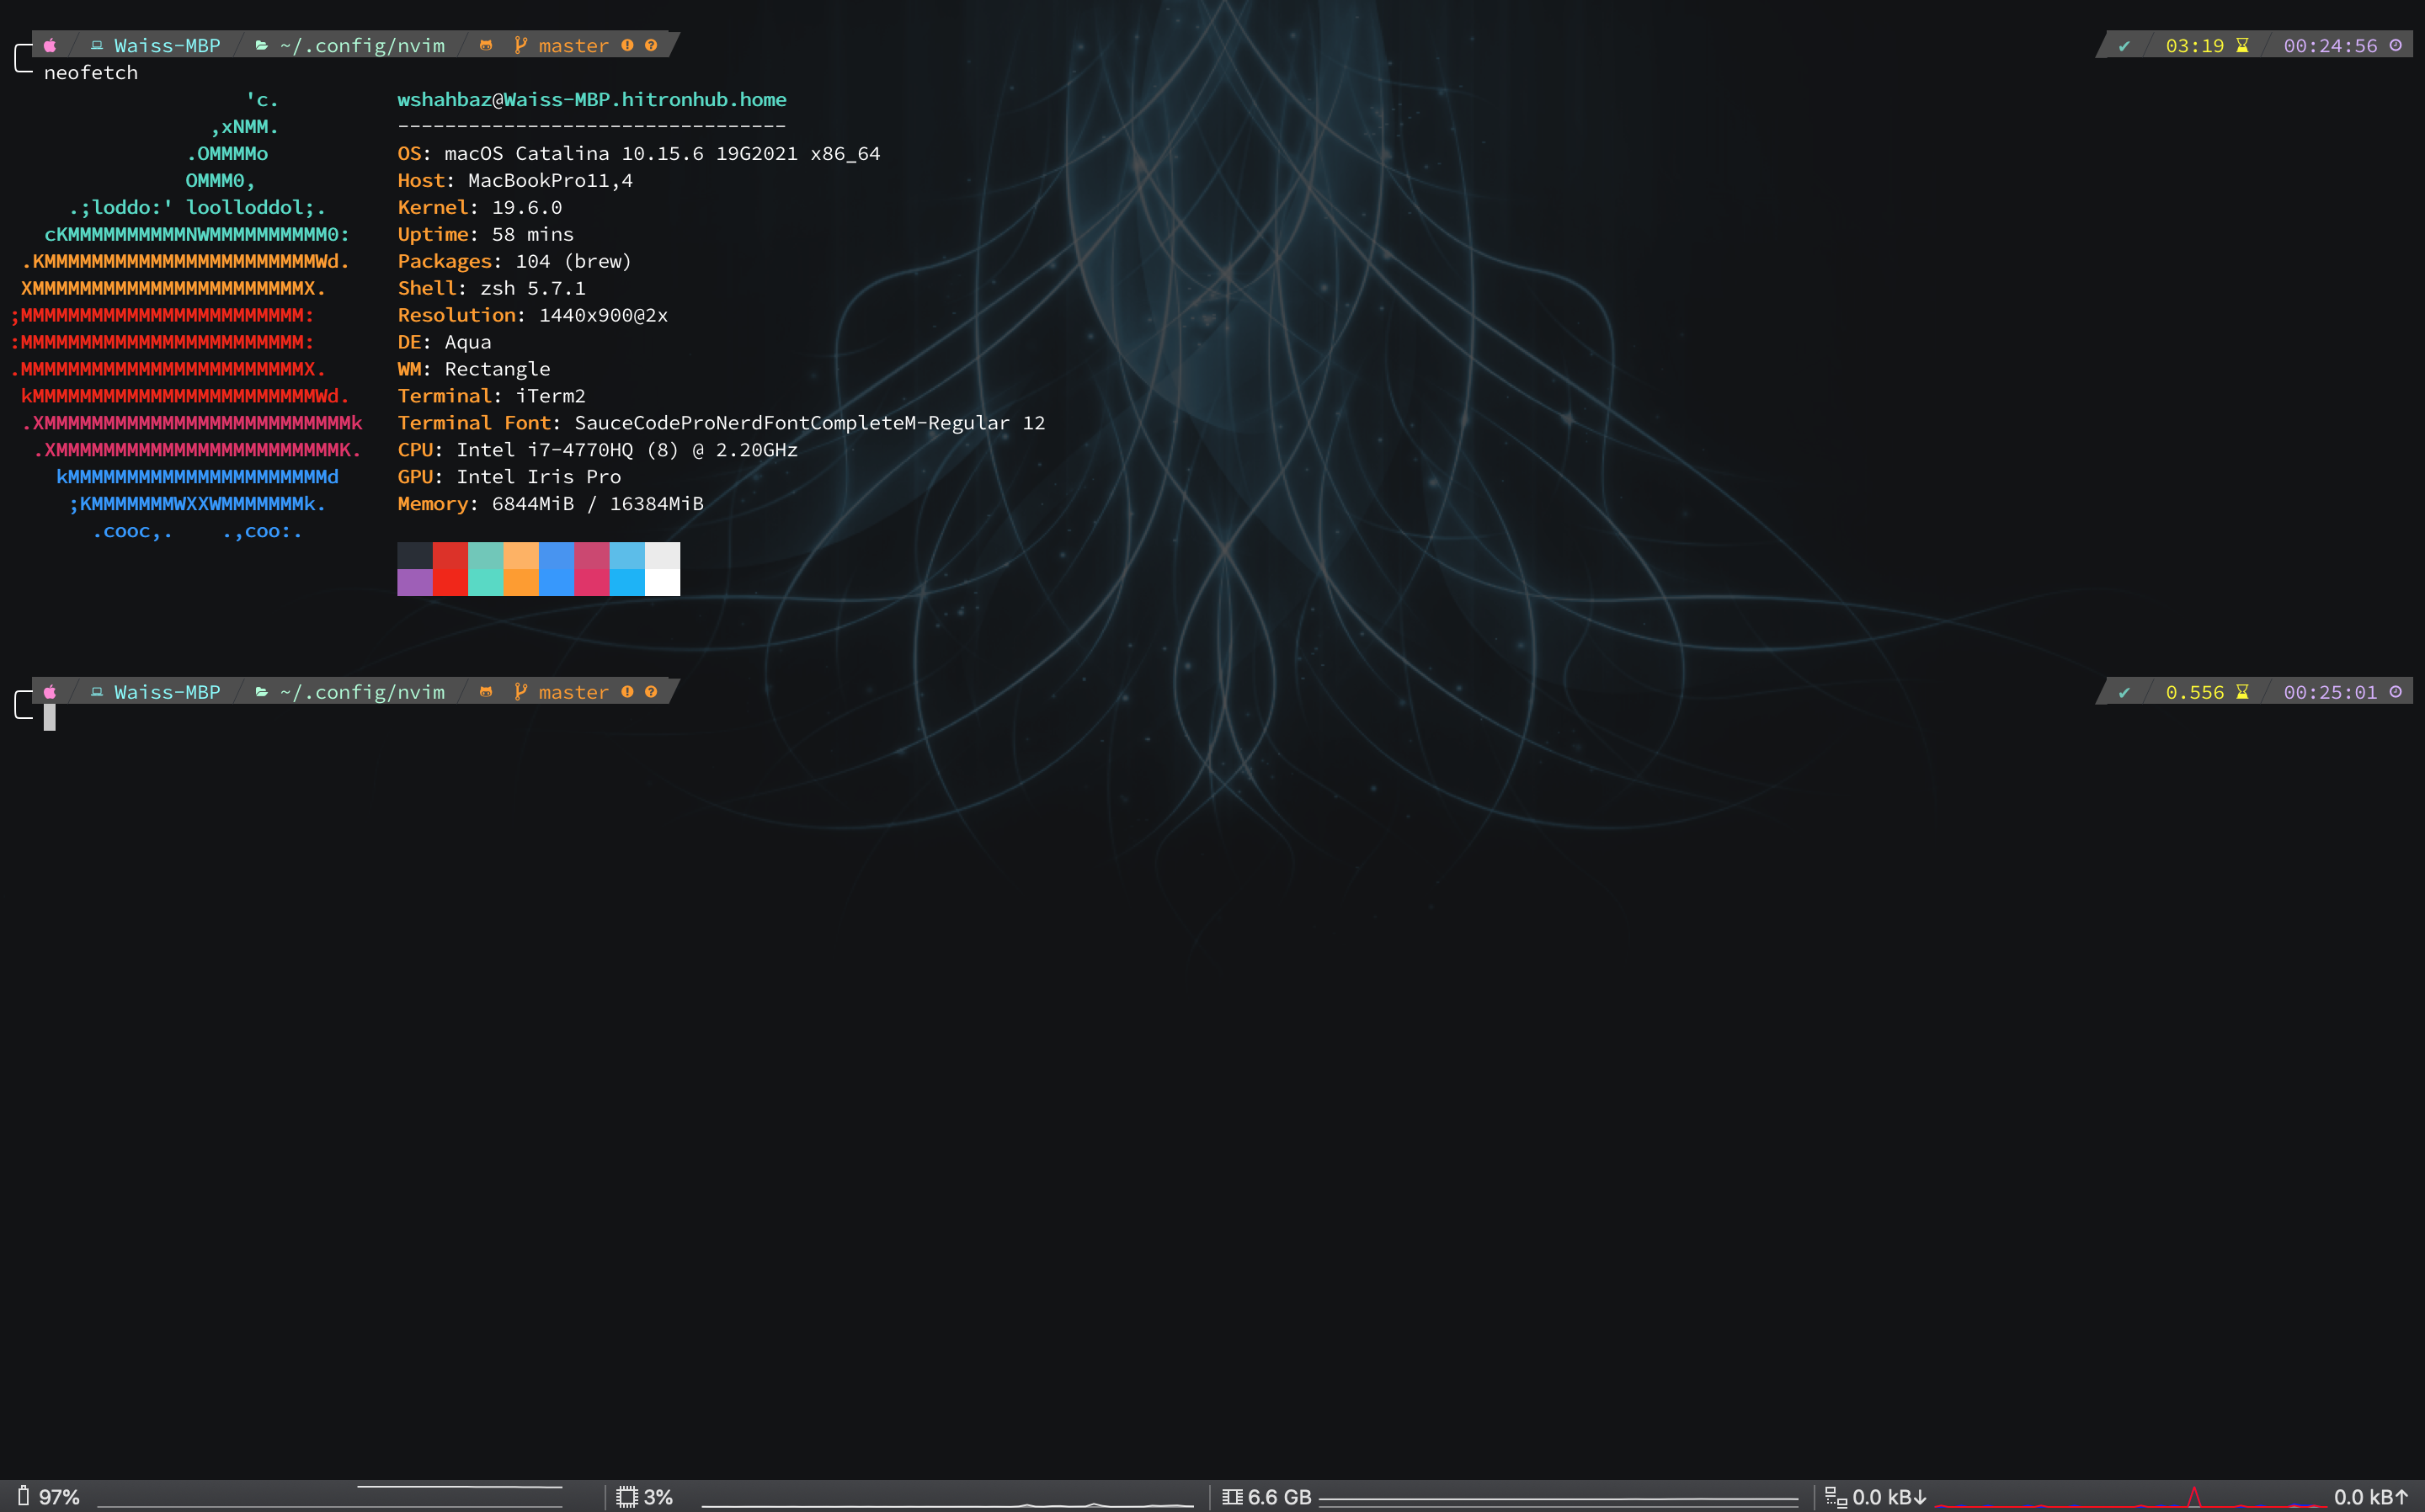 Waiss-MBP ~/.config/nvim master 03:19 00:24:56
neofetch
'c. wshahbaz@Waiss-MBP.hitronhub.home
,xNMM. ---------------------------------
.OMMMMo OS: macOS Catalina 10.15.6 19G2021 x86_64
OMMM0, Host: MacBookPro11,4
.;loddo:' loolloddol;. Kernel: 19.6.0
cKMMMMMMMMMMNWMMMMMMMMMM0: Uptime: 58 mins
.KMMMMMMMMMMMMMMMMMMMMMMMWd. Packages: 104 (brew)
XMMMMMMMMMMMMMMMMMMMMMMMX. Shell: zsh 5.7.1
;MMMMMMMMMMMMMMMMMMMMMMMM: Resolution: 1440x900@2x
:MMMMMMMMMMMMMMMMMMMMMMMM: DE: Aqua
.MMMMMMMMMMMMMMMMMMMMMMMMX. WM: Rectangle
kMMMMMMMMMMMMMMMMMMMMMMMMWd. Terminal: iTerm2
.XMMMMMMMMMMMMMMMMMMMMMMMMMMk Terminal Font: SauceCodeProNerdFontCompleteM-Regular 12
.XMMMMMMMMMMMMMMMMMMMMMMMMK. CPU: Intel i7-4770HQ (8) @ 2.20GHz
kMMMMMMMMMMMMMMMMMMMMMMd GPU: Intel Iris Pro
;KMMMMMMMWXXWMMMMMMMk. Memory: 6844MiB / 16384MiB
.cooc,. .,coo:.
Waiss-MBP ~/.config/nvim master 0.556 00:25:01
97% 3% 6.6 GB 0.0 kB↓ 0.0 kB↑